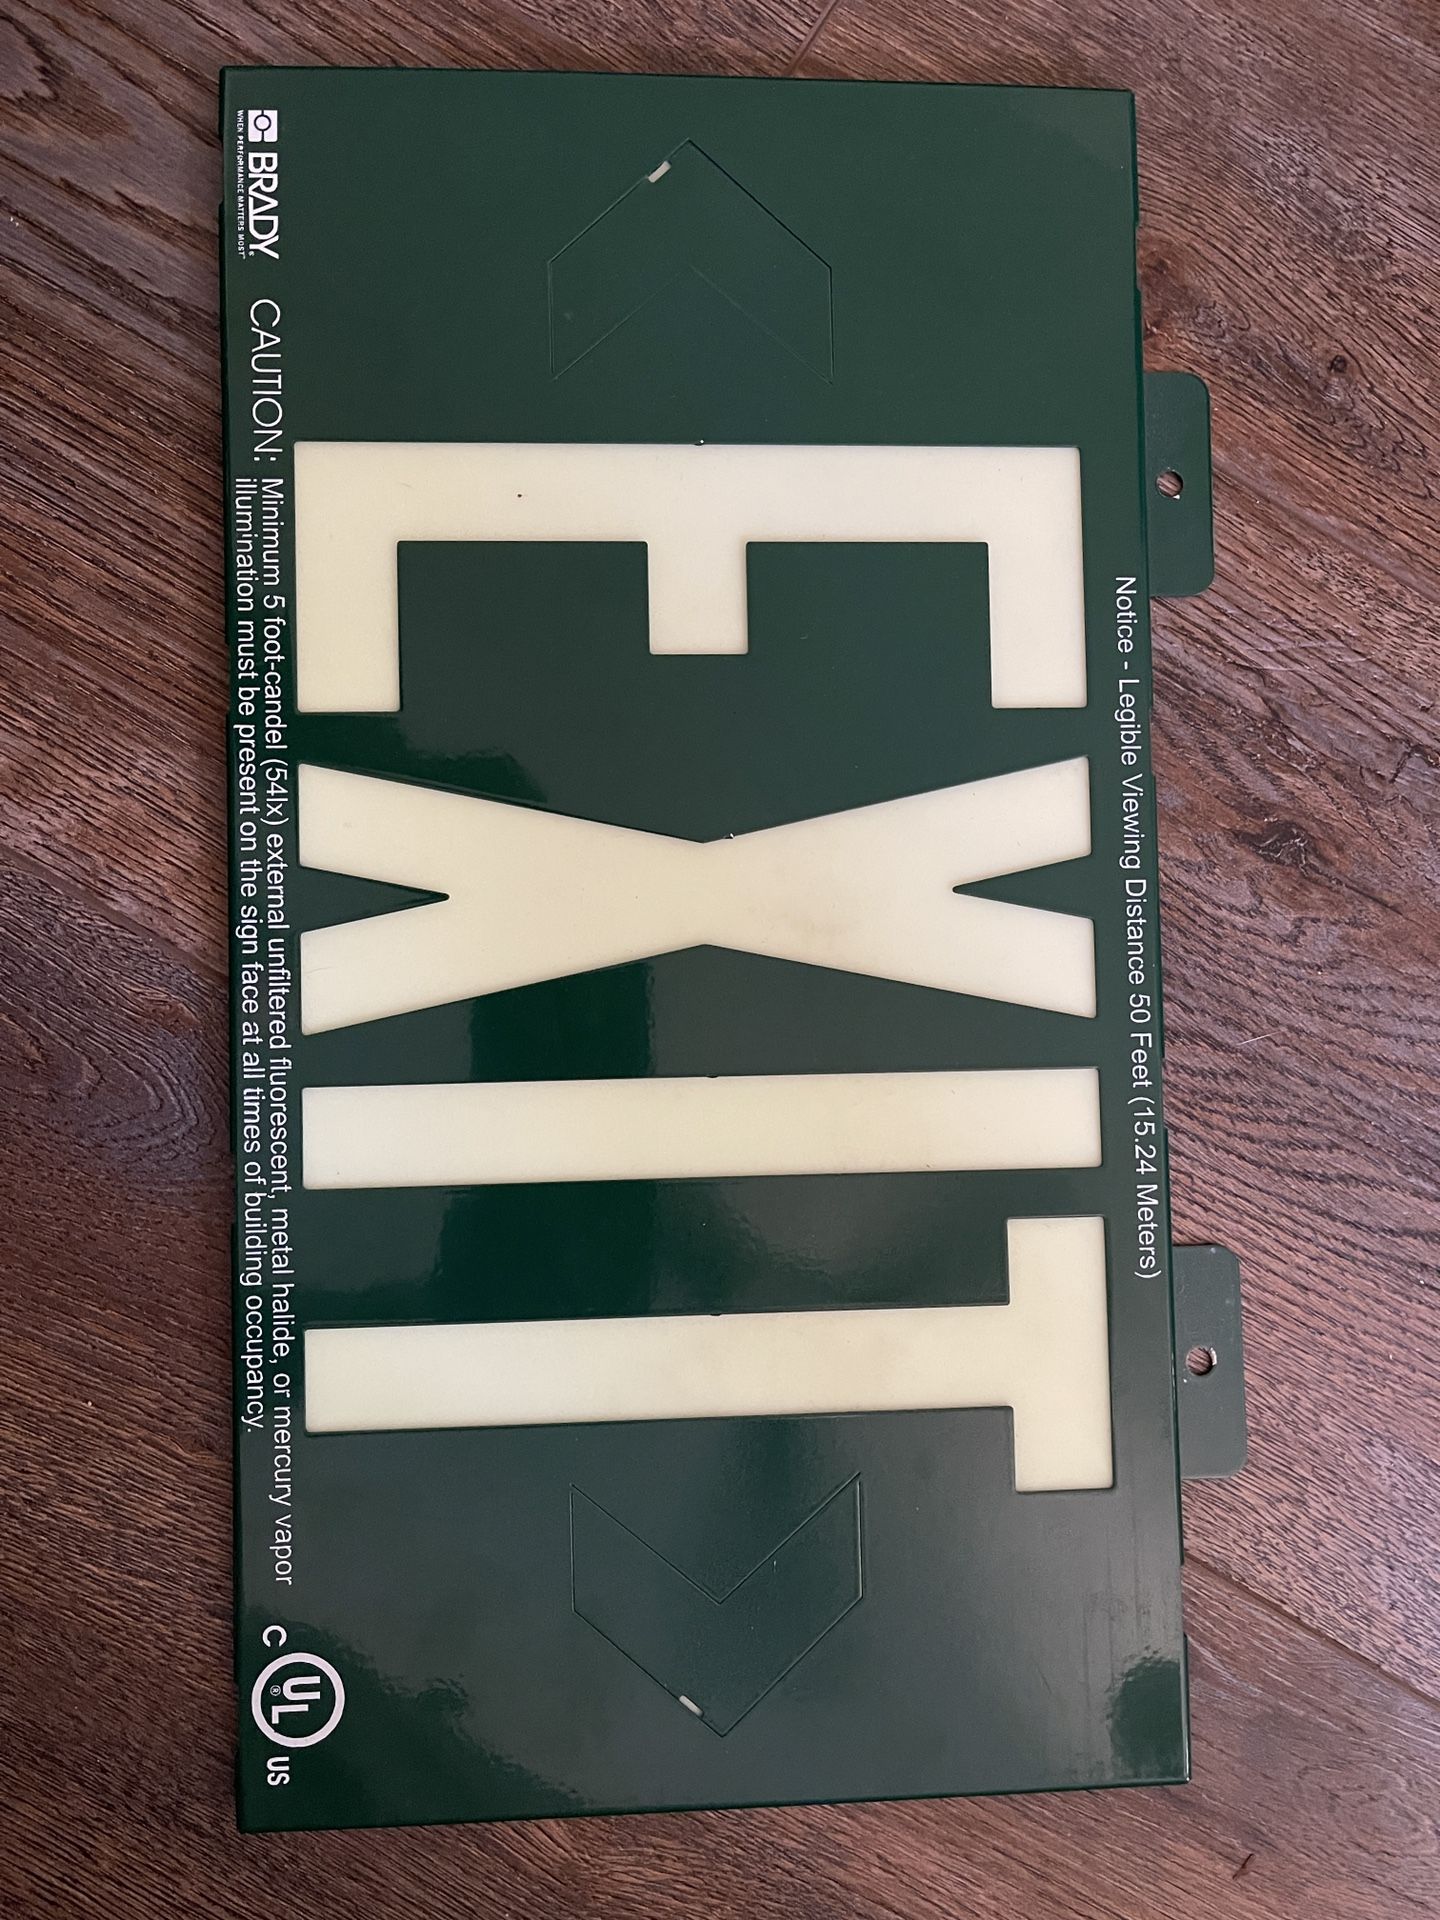 Notice - Legible Viewing Distance 50 Feet (15.24 Meters)
EXIT
BRADY®
WHEN PERFORMANCE MATTERS MOST™
CAUTION: Minimum 5 foot-candel (54lx) external unfiltered fluorescent, metal halide, or mercury vapor
illumination must be present on the sign face at all times of building occupancy.
C UL® US